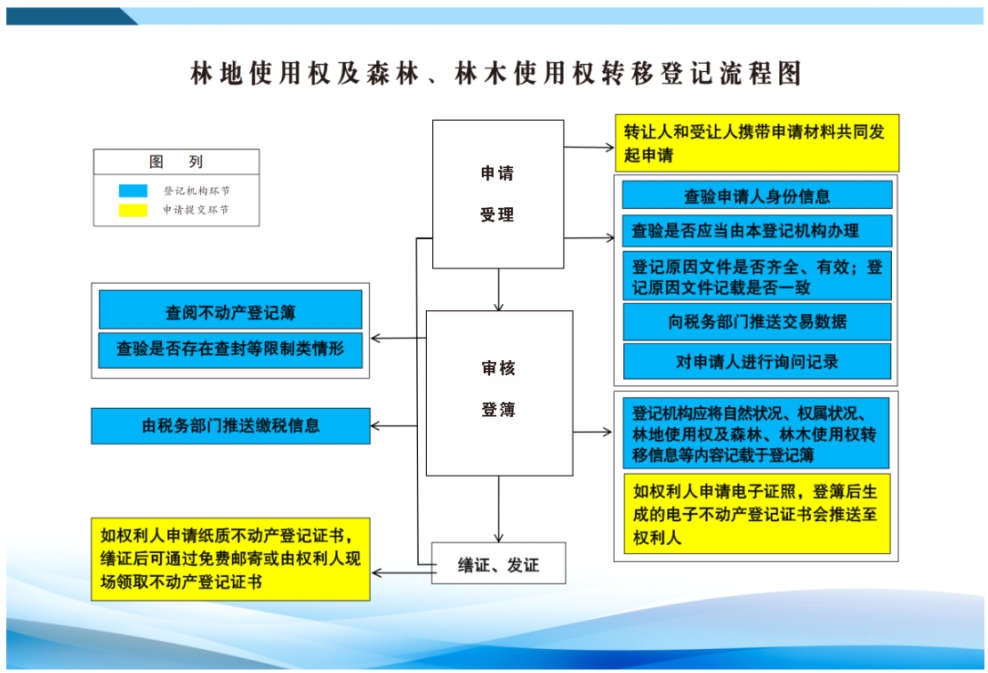 林地使用权及森林、林木使用权转移登记流程图
图 列
登记机构环节
申请提交环节
申请
受理
转让人和受让人携带申请材料共同发
起申请
查验申请人身份信息
查验是否应当由本登记机构办理
登记原因文件是否齐全、有效；登
记原因文件记载是否一致
向税务部门推送交易数据
对申请人进行询问记录
查阅不动产登记簿
查验是否存在查封等限制类情形
审核
登簿
由税务部门推送缴税信息
登记机构应将自然状况、权属状况、
林地使用权及森林、林木使用权转
移信息等内容记载于登记簿
如权利人申请电子证照，登簿后生
成的电子不动产登记证书会推送至
权利人
如权利人申请纸质不动产登记证书，
缮证后可通过免费邮寄或由权利人现
场领取不动产登记证书
缮证、发证